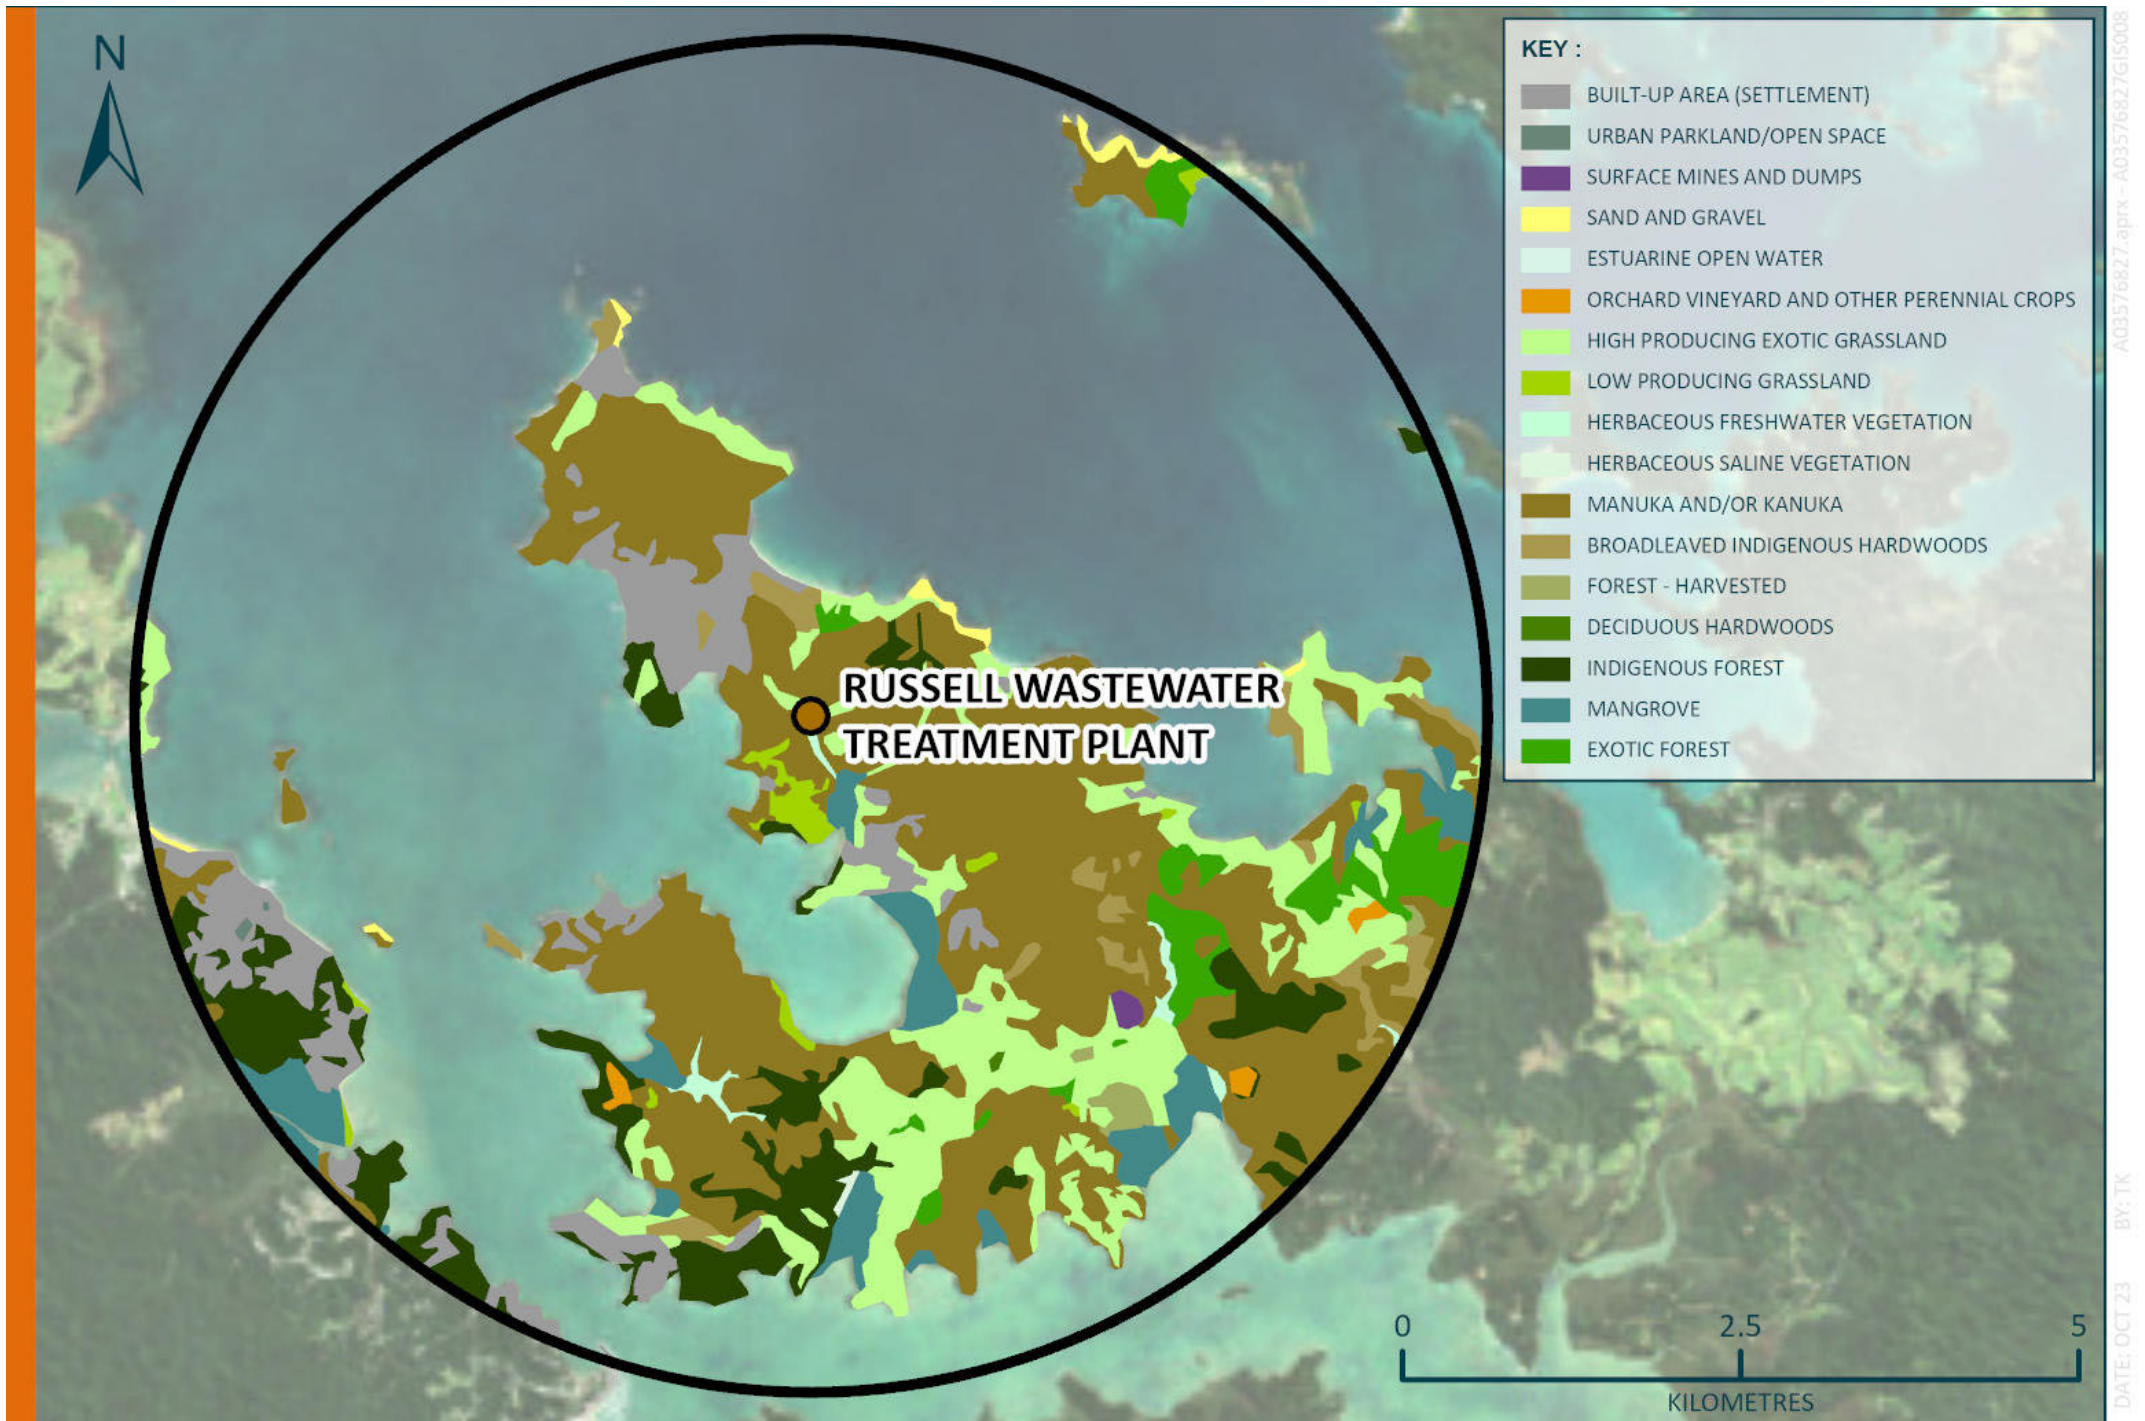 N
KEY :
BUILT-UP AREA (SETTLEMENT)
URBAN PARKLAND/OPEN SPACE
SURFACE MINES AND DUMPS
SAND AND GRAVEL
ESTUARINE OPEN WATER
ORCHARD VINEYARD AND OTHER PERENNIAL CROPS
HIGH PRODUCING EXOTIC GRASSLAND
LOW PRODUCING GRASSLAND
HERBACEOUS FRESHWATER VEGETATION
HERBACEOUS SALINE VEGETATION
MANUKA AND/OR KANUKA
BROADLEAVED INDIGENOUS HARDWOODS
FOREST - HARVESTED
DECIDUOUS HARDWOODS
INDIGENOUS FOREST
MANGROVE
EXOTIC FOREST
RUSSELL WASTEWATER
TREATMENT PLANT
0 2.5 5
KILOMETRES
A03576827.aprx - A03576827GIS008
BY: TK
DATE: OCT 23